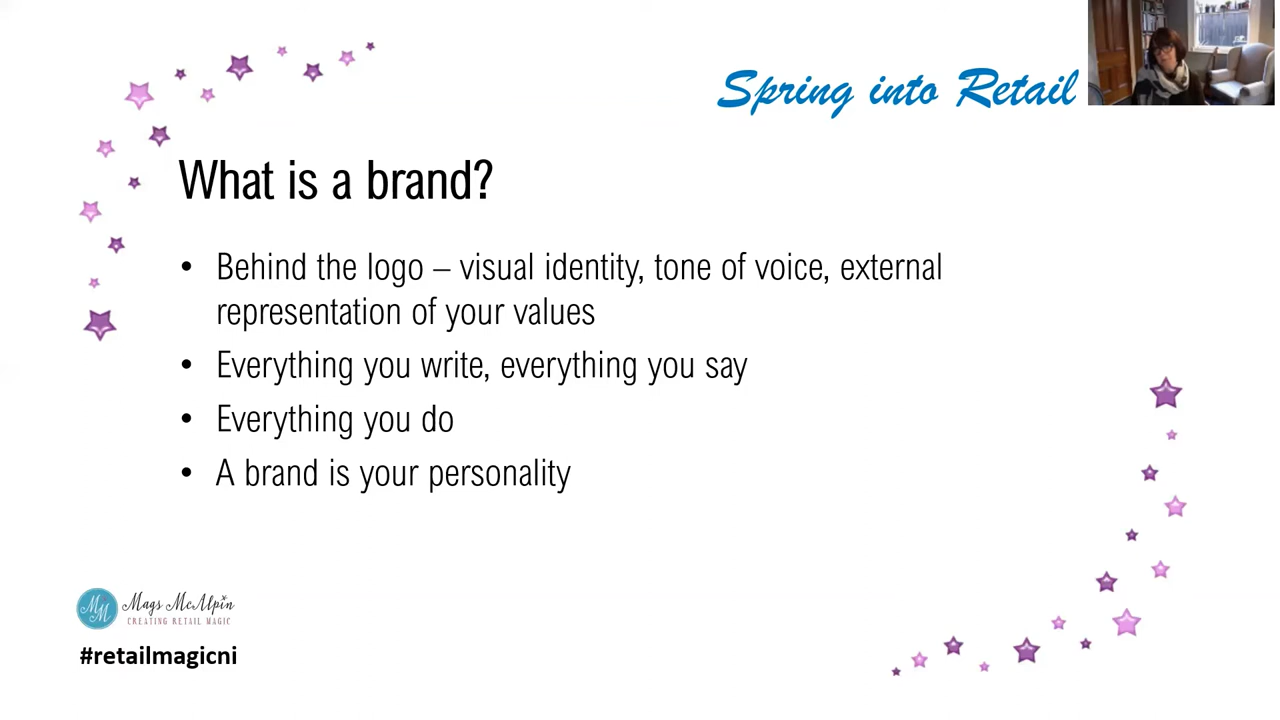 Spring into Retail
What is a brand?
• Behind the logo – visual identity, tone of voice, external
representation of your values
• Everything you write, everything you say
• Everything you do
• A brand is your personality
MM
Mags McAlpin
CREATING RETAIL MAGIC
#retailmagicni